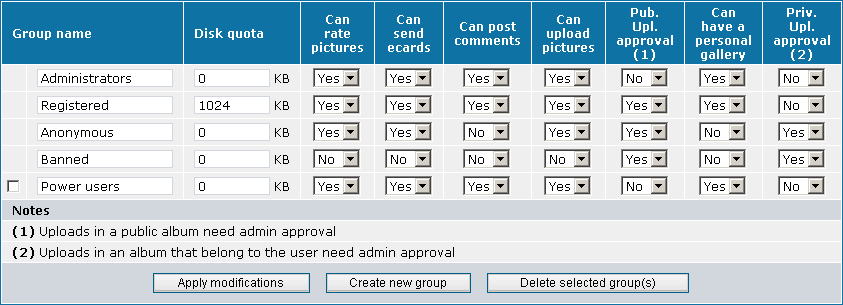 Group name Disk quota Can rate pictures Can send ecards Can post comments Can upload pictures Pub. Upl. approval (1) Can have a personal gallery Priv. Upl. approval (2)
Administrators 0 KB Yes Yes Yes Yes No Yes No
Registered 1024 KB Yes Yes Yes Yes Yes Yes No
Anonymous 0 KB Yes Yes No Yes Yes No Yes
Banned 0 KB No No No No Yes No Yes
Power users 0 KB Yes Yes Yes Yes No Yes No
Notes
(1) Uploads in a public album need admin approval
(2) Uploads in an album that belong to the user need admin approval
Apply modifications Create new group Delete selected group(s)